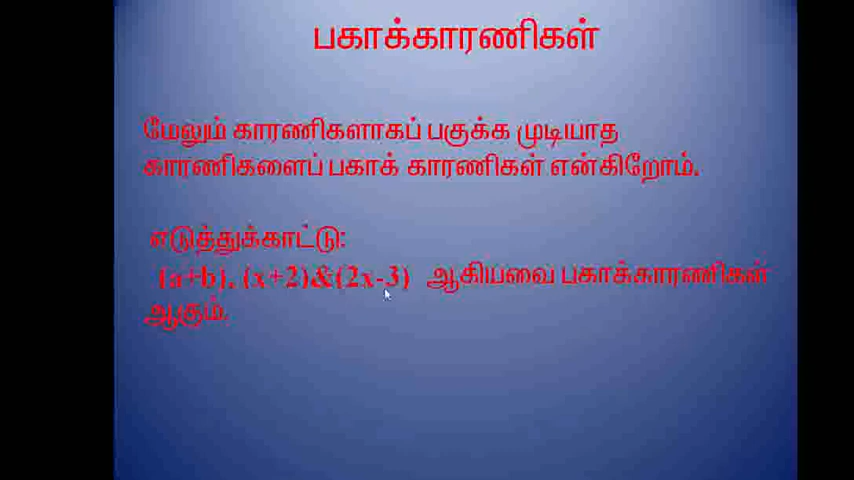 பகாக்காரணிகள்
மேலும் காரணிகளாகப் பகுக்க முடியாத
காரணிகளைப் பகாக் காரணிகள் என்கிறோம்.
எடுத்துக்காட்டு:
(a+b), (x+2)&(2x-3) ஆகியவை பகாக்காரணிகள்
ஆகும்.